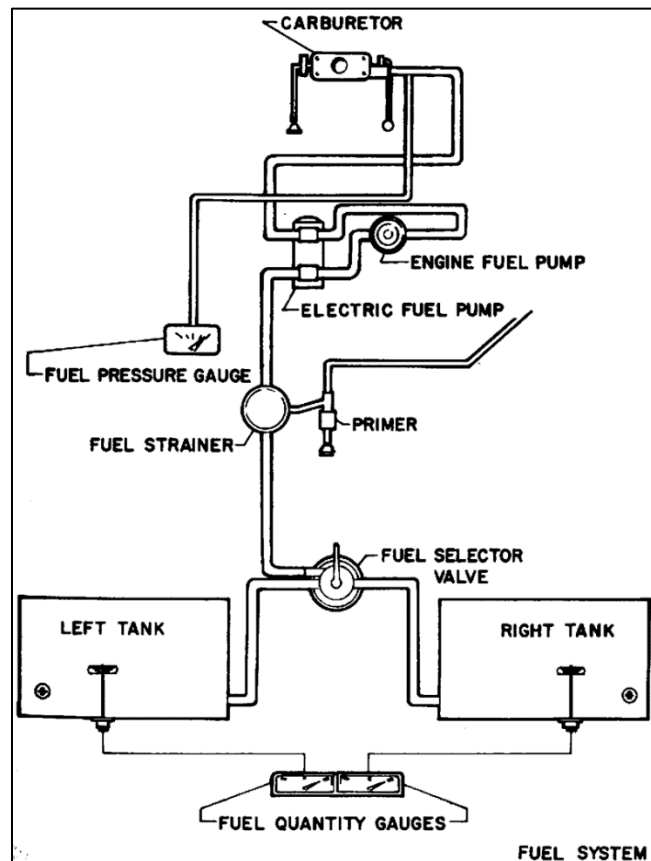 CARBURETOR
ENGINE FUEL PUMP
ELECTRIC FUEL PUMP
FUEL PRESSURE GAUGE
PRIMER
FUEL STRAINER
FUEL SELECTOR
VALVE
LEFT TANK
RIGHT TANK
FUEL QUANTITY GAUGES
FUEL SYSTEM